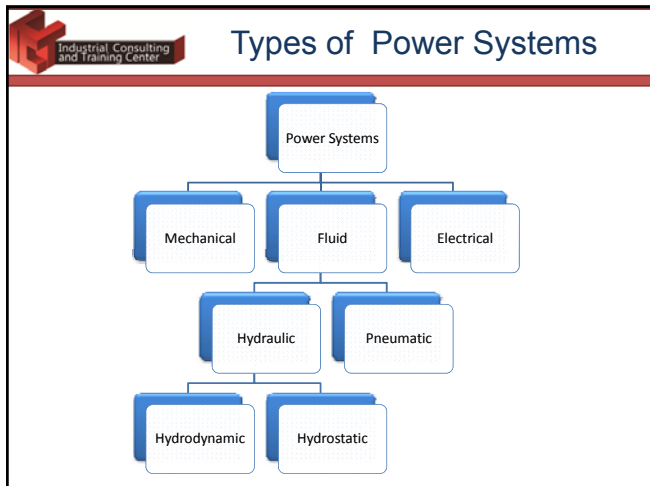 Industrial Consulting
and Training Center
Types of Power Systems
Power Systems
Mechanical
Fluid
Electrical
Hydraulic
Pneumatic
Hydrodynamic
Hydrostatic